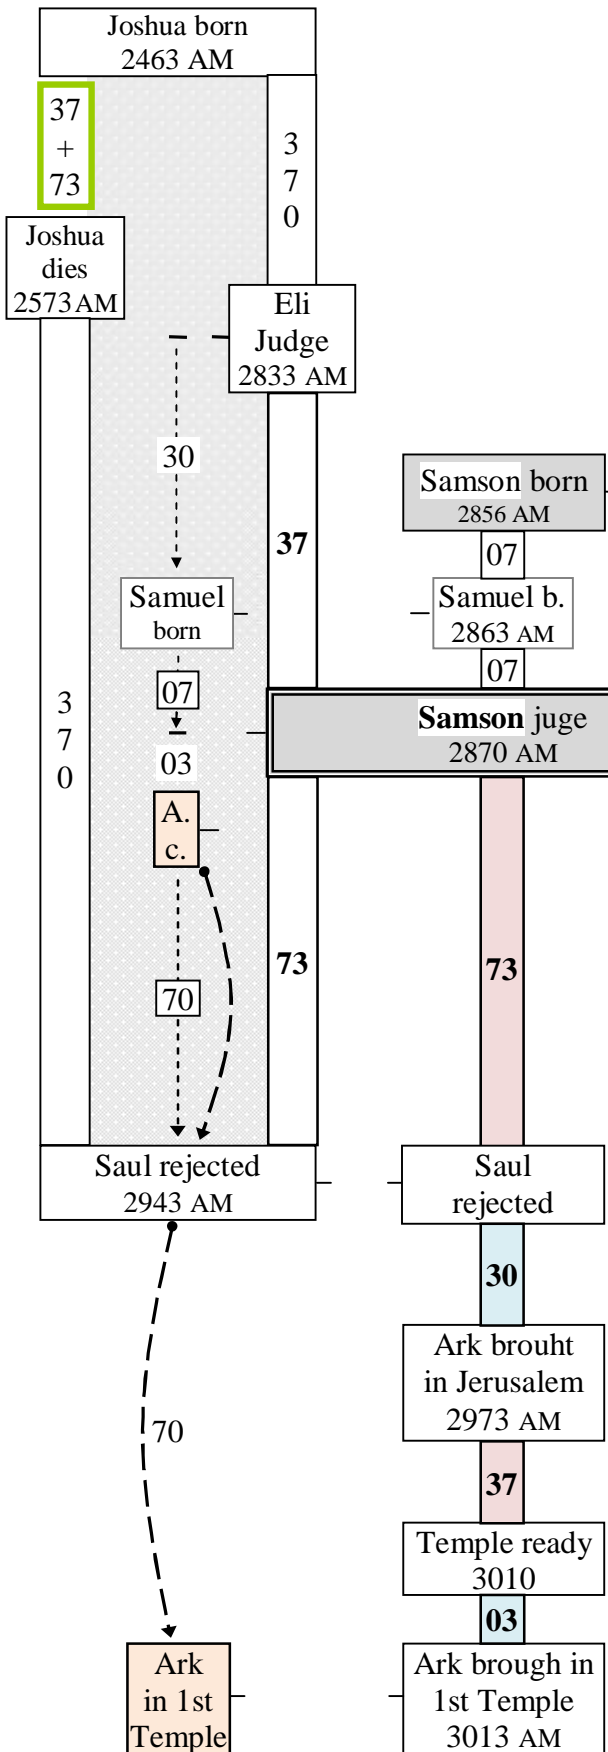 Joshua born
2463 AM
37
+
73
3
7
0
Joshua
dies
2573 AM
Eli
Judge
2833 AM
30
37
Samson born
2856 AM
07
Samuel
born
Samuel b.
2863 AM
07
07
3
7
0
Samson juge
2870 AM
03
A.
c.
73
73
70
Saul rejected
2943 AM
Saul
rejected
30
Ark brouht
in Jerusalem
2973 AM
70
37
Temple ready
3010
03
Ark
in 1st
Temple
Ark brough in
1st Temple
3013 AM